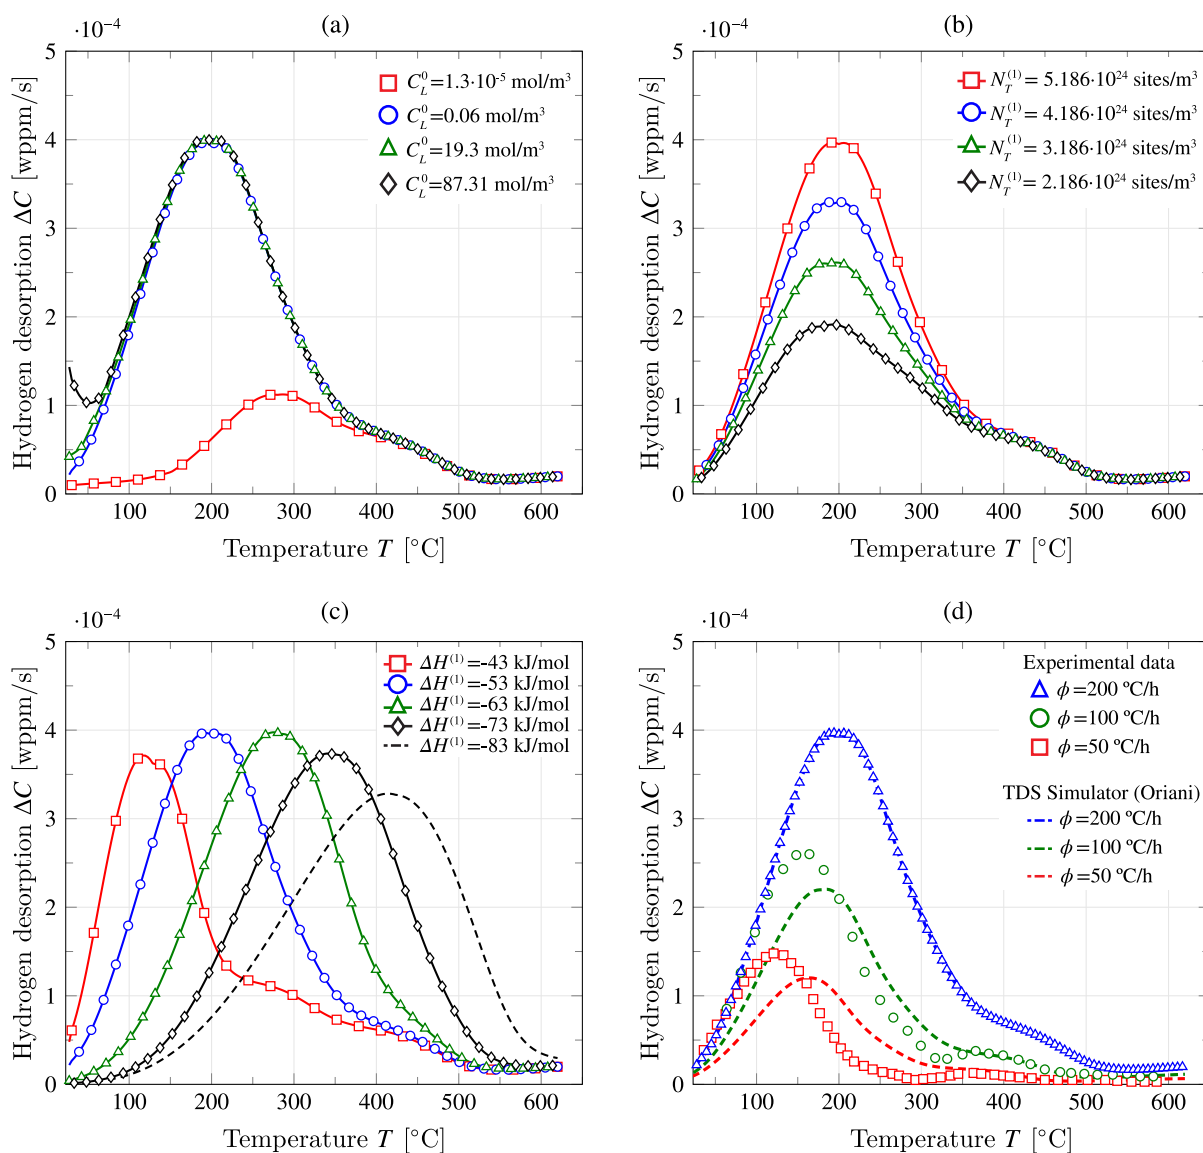 (a)
·10⁻⁴
5
4
3
2
1
0
100 200 300 400 500 600
Hydrogen desorption ΔC [wppm/s]
Temperature T [°C]
C_L^0=1.3·10⁻⁵ mol/m³
C_L^0=0.06 mol/m³
C_L^0=19.3 mol/m³
C_L^0=87.31 mol/m³
(b)
5
4
3
2
1
0
100 200 300 400 500 600
Hydrogen desorption ΔC [wppm/s]
Temperature T [°C]
·10⁻⁴
N_T^(1)=5.186·10²⁴ sites/m³
N_T^(1)=4.186·10²⁴ sites/m³
N_T^(1)=3.186·10²⁴ sites/m³
N_T^(1)=2.186·10²⁴ sites/m³
(c)
·10⁻⁴
5
4
3
2
1
0
100 200 300 400 500 600
Hydrogen desorption ΔC [wppm/s]
Temperature T [°C]
ΔH⁽¹⁾=-43 kJ/mol
ΔH⁽¹⁾=-53 kJ/mol
ΔH⁽¹⁾=-63 kJ/mol
ΔH⁽¹⁾=-73 kJ/mol
ΔH⁽¹⁾=-83 kJ/mol
(d)
·10⁻⁴
5
4
3
2
1
0
100 200 300 400 500 600
Hydrogen desorption ΔC [wppm/s]
Temperature T [°C]
Experimental data
ϕ=200 ºC/h
ϕ=100 ºC/h
ϕ=50 ºC/h
TDS Simulator (Oriani)
ϕ=200 ºC/h
ϕ=100 ºC/h
ϕ=50 ºC/h